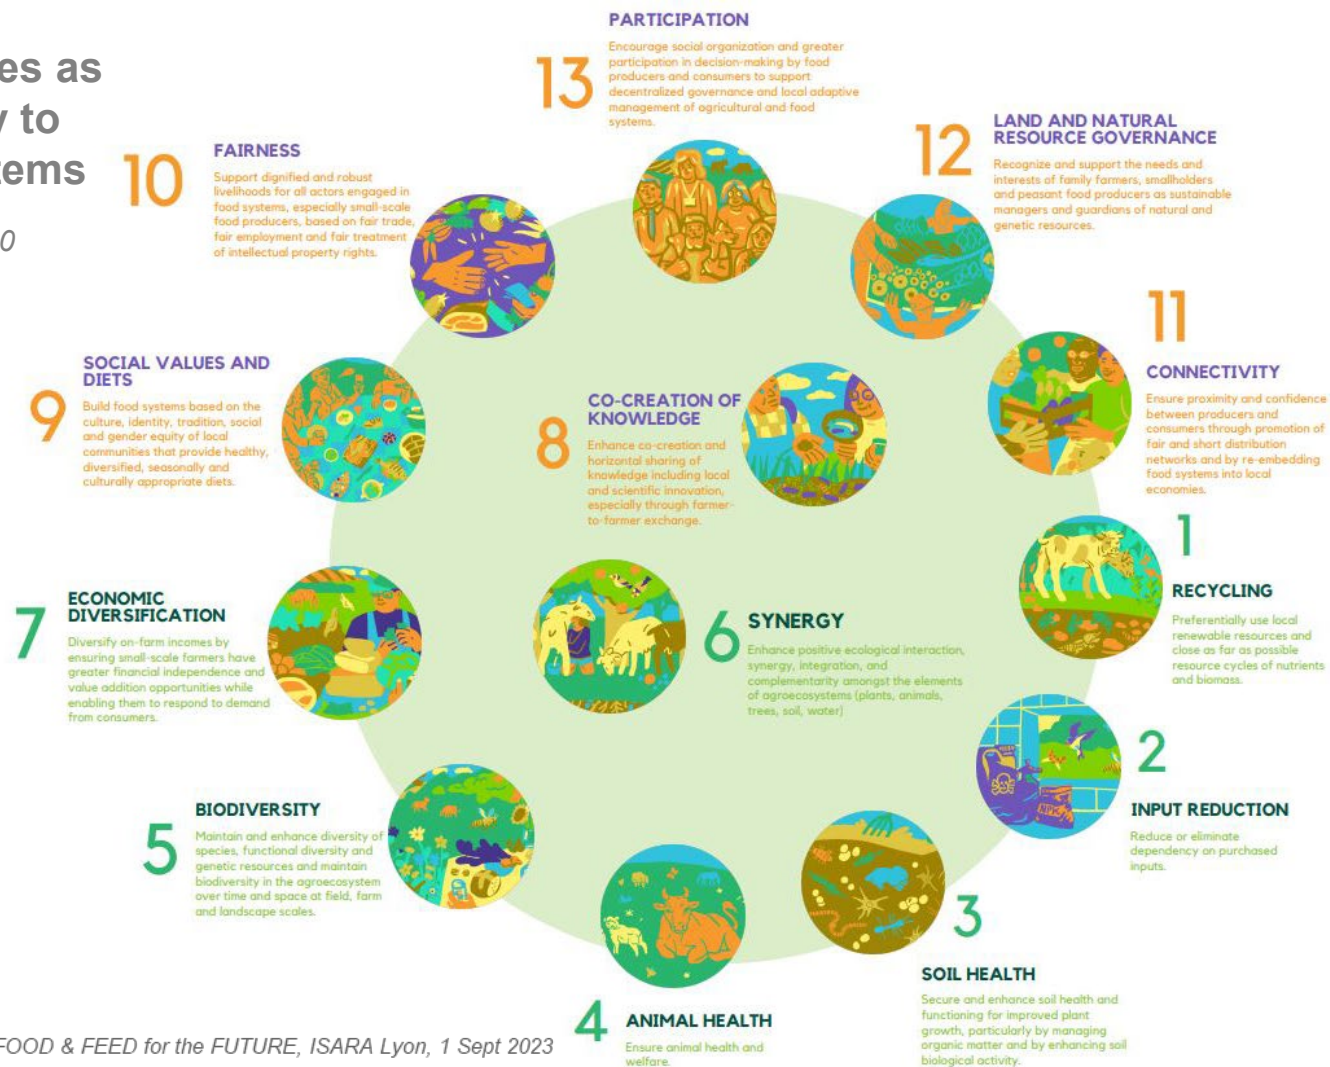 es as
y to
tems
0
13
PARTICIPATION
Encourage social organization and greater
participation in decision-making by food
producers and consumers to support
decentralized governance and local adaptive
management of agricultural and food
systems.
12
LAND AND NATURAL
RESOURCE GOVERNANCE
Recognize and support the needs and
interests of family farmers, smallholders
and peasant food producers as sustainable
managers and guardians of natural and
genetic resources.
10
FAIRNESS
Support dignified and robust
livelihoods for all actors engaged in
food systems, especially small-scale
food producers, based on fair trade,
fair employment and fair treatment
of intellectual property rights.
11
CONNECTIVITY
Ensure proximity and confidence
between producers and
consumers through promotion of
fair and short distribution
networks and by re-embedding
food systems into local
economies.
9
SOCIAL VALUES AND
DIETS
Build food systems based on the
culture, identity, tradition, social
and gender equity of local
communities that provide healthy,
diversified, seasonally and
culturally appropriate diets.
8
CO-CREATION OF
KNOWLEDGE
Enhance co-creation and
horizontal sharing of
knowledge including local
and scientific innovation,
especially through farmer-
to-farmer exchange.
1
RECYCLING
Preferentially use local
renewable resources and
close as far as possible
resource cycles of nutrients
and biomass.
7
ECONOMIC
DIVERSIFICATION
Diversify on-farm incomes by
ensuring small-scale farmers have
greater financial independence and
value addition opportunities while
enabling them to respond to demand
from consumers.
6
SYNERGY
Enhance positive ecological interaction,
synergy, integration, and
complementarity amongst the elements
of agroecosystems (plants, animals,
trees, soil, water)
2
INPUT REDUCTION
Reduce or eliminate
dependency on purchased
inputs.
NPK
5
BIODIVERSITY
Maintain and enhance diversity of
species, functional diversity and
genetic resources and maintain
biodiversity in the agroecosystem
over time and space at field, farm
and landscape scales.
3
SOIL HEALTH
Secure and enhance soil health and
functioning for improved plant
growth, particularly by managing
organic matter and by enhancing soil
biological activity.
4
ANIMAL HEALTH
Ensure animal health and
welfare.
FOOD & FEED for the FUTURE, ISARA Lyon, 1 Sept 2023